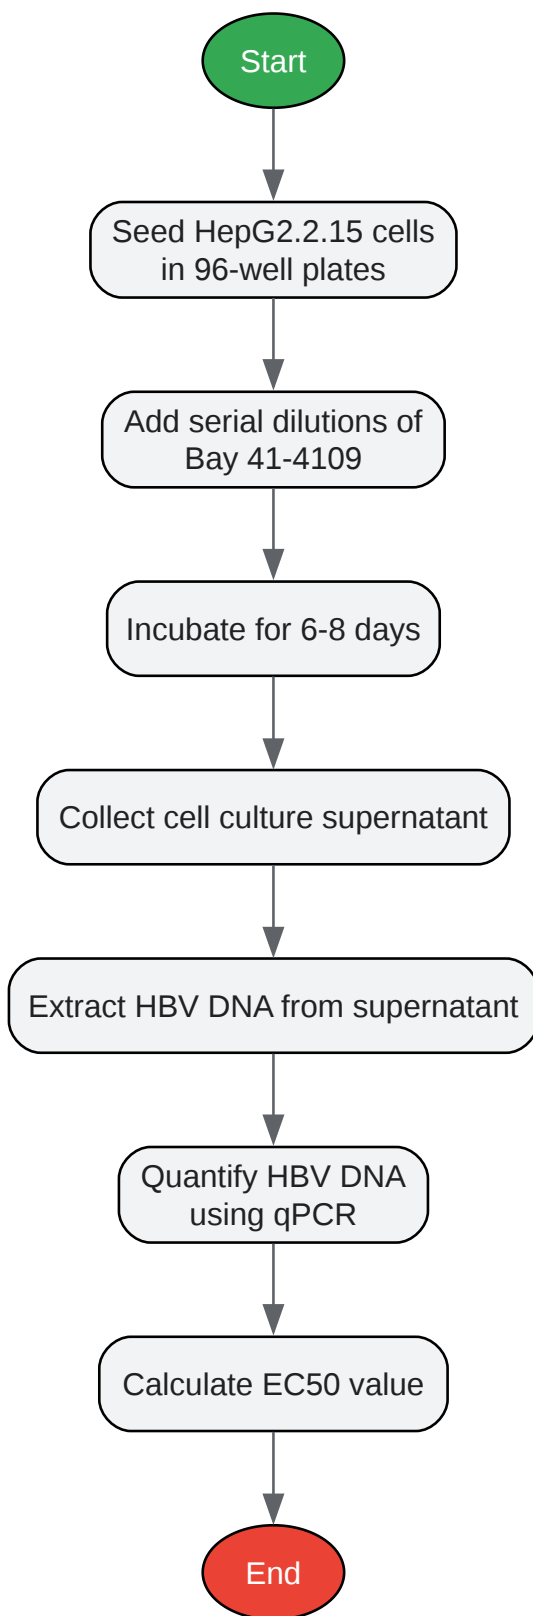 Start
Seed HepG2.2.15 cells
in 96-well plates
Add serial dilutions of
Bay 41-4109
Incubate for 6-8 days
Collect cell culture supernatant
Extract HBV DNA from supernatant
Quantify HBV DNA
using qPCR
Calculate EC50 value
End